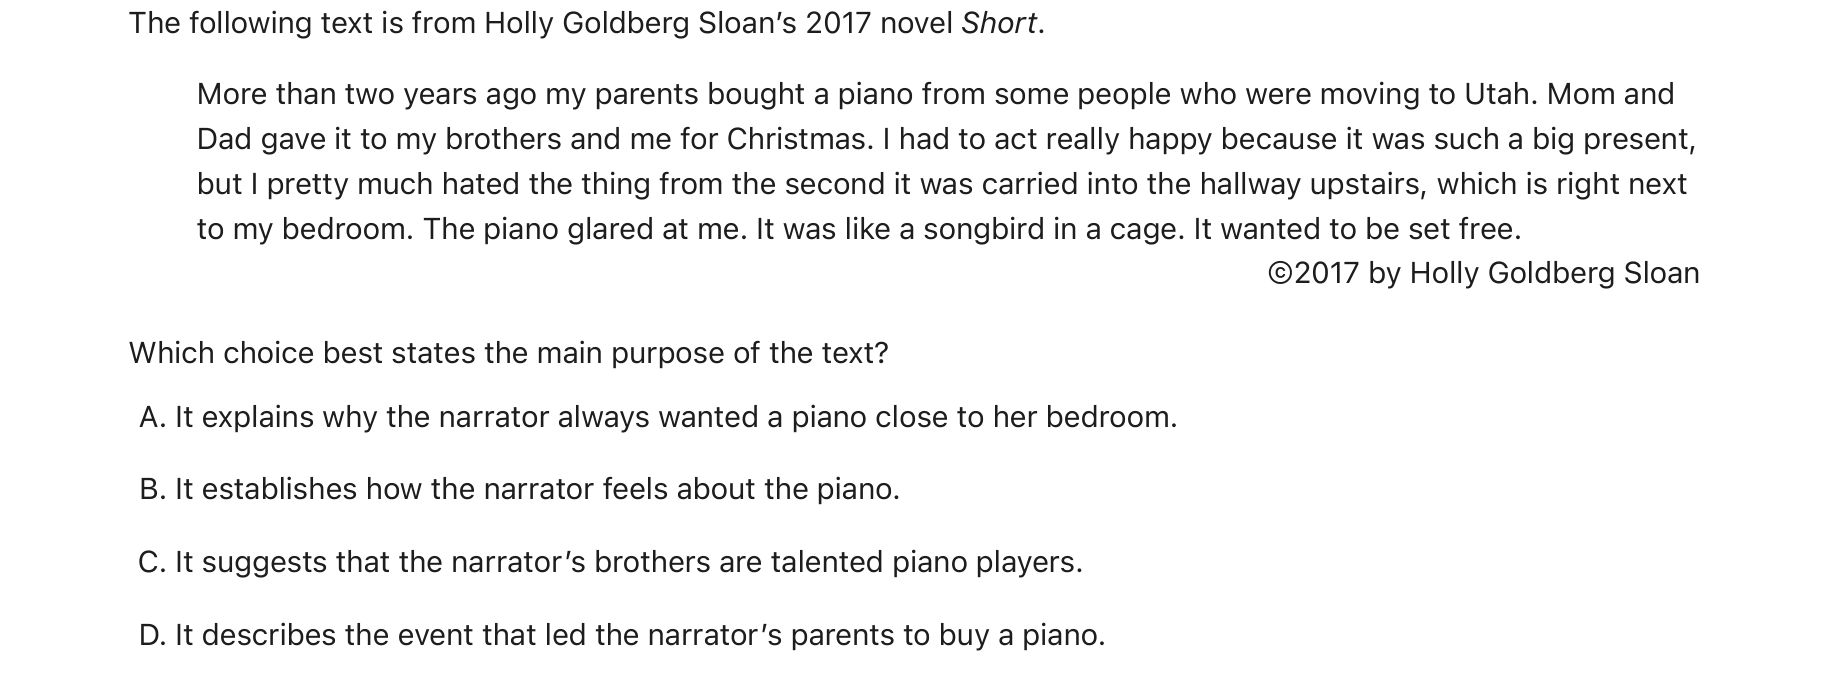 The following text is from Holly Goldberg Sloan’s 2017 novel Short.
More than two years ago my parents bought a piano from some people who were moving to Utah. Mom and
Dad gave it to my brothers and me for Christmas. I had to act really happy because it was such a big present,
but I pretty much hated the thing from the second it was carried into the hallway upstairs, which is right next
to my bedroom. The piano glared at me. It was like a songbird in a cage. It wanted to be set free.
©2017 by Holly Goldberg Sloan
Which choice best states the main purpose of the text?
A. It explains why the narrator always wanted a piano close to her bedroom.
B. It establishes how the narrator feels about the piano.
C. It suggests that the narrator’s brothers are talented piano players.
D. It describes the event that led the narrator’s parents to buy a piano.